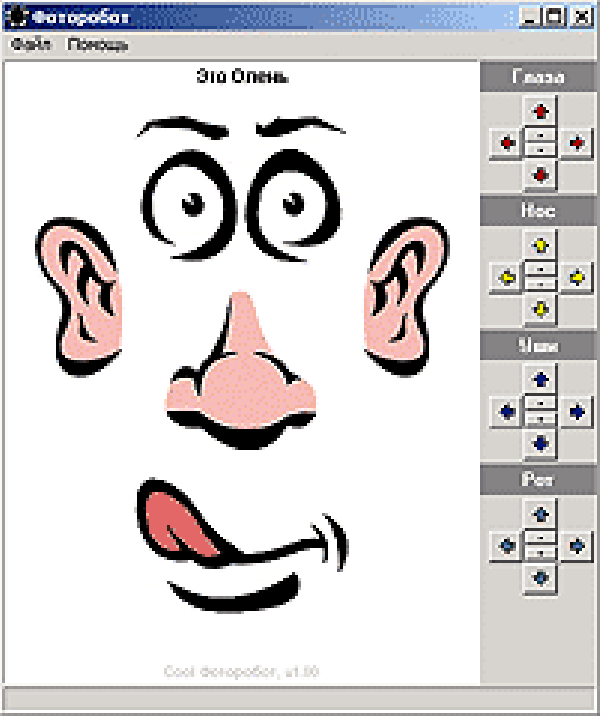 Фоторобот
Файл Помощь
Это Олень
Глаза
Нос
Уши
Рот
Cool Фоторобот, v1.00